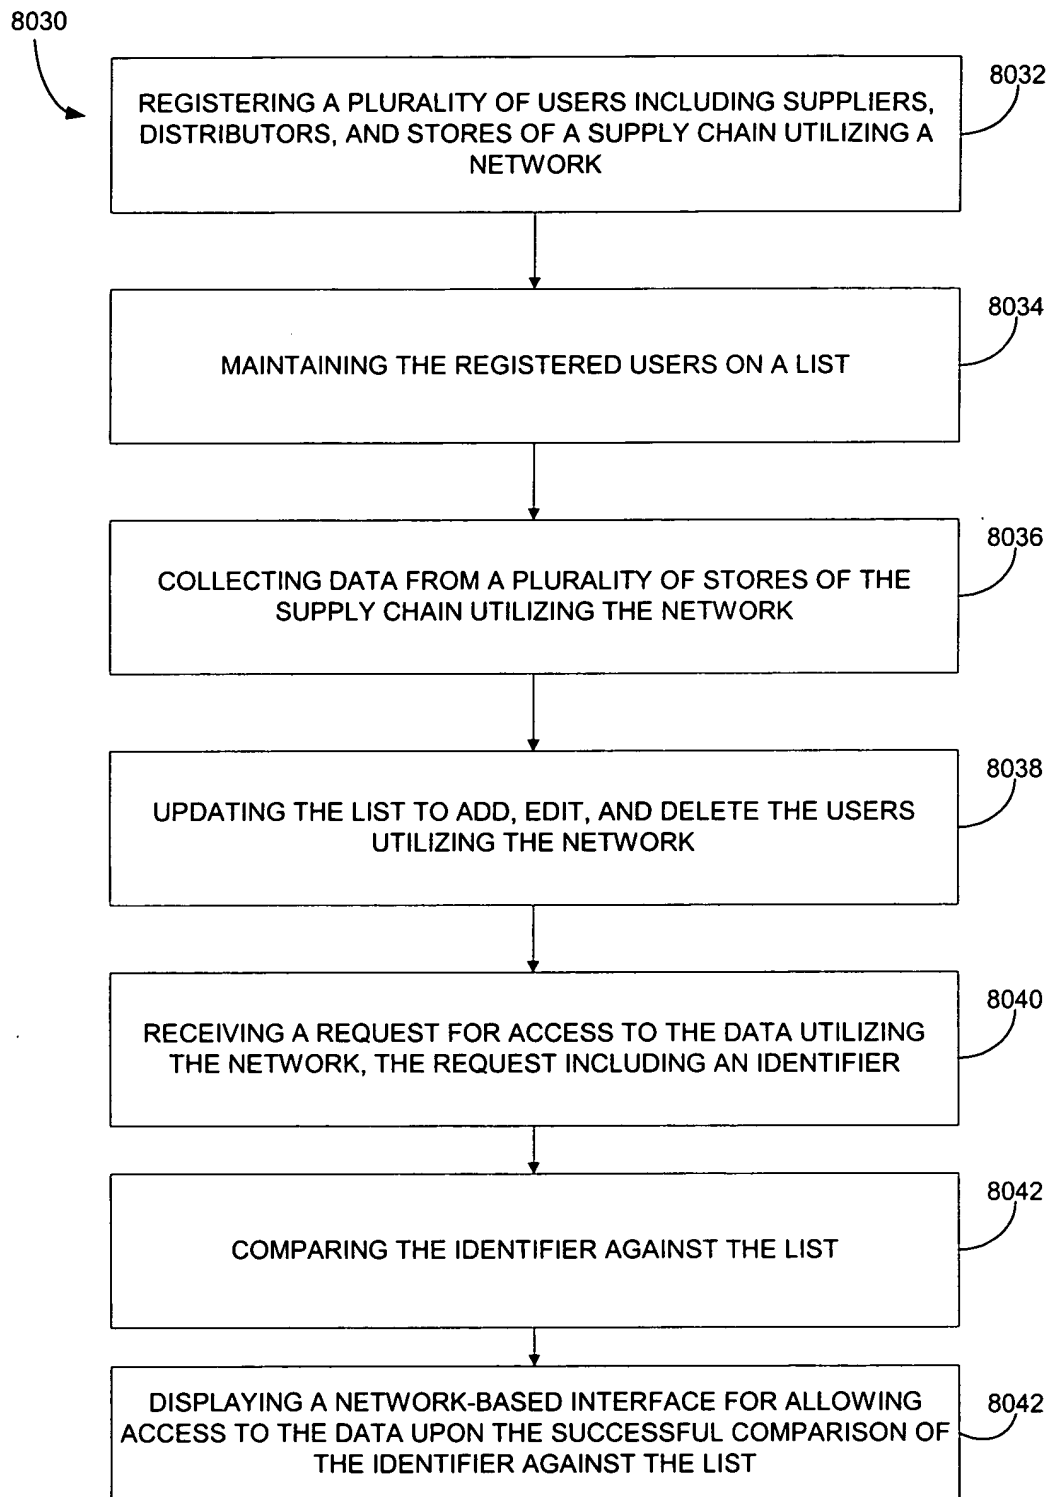 8030
8032
REGISTERING A PLURALITY OF USERS INCLUDING SUPPLIERS,
DISTRIBUTORS, AND STORES OF A SUPPLY CHAIN UTILIZING A
NETWORK
8034
MAINTAINING THE REGISTERED USERS ON A LIST
8036
COLLECTING DATA FROM A PLURALITY OF STORES OF THE
SUPPLY CHAIN UTILIZING THE NETWORK
8038
UPDATING THE LIST TO ADD, EDIT, AND DELETE THE USERS
UTILIZING THE NETWORK
8040
RECEIVING A REQUEST FOR ACCESS TO THE DATA UTILIZING
THE NETWORK, THE REQUEST INCLUDING AN IDENTIFIER
8042
COMPARING THE IDENTIFIER AGAINST THE LIST
8042
DISPLAYING A NETWORK-BASED INTERFACE FOR ALLOWING
ACCESS TO THE DATA UPON THE SUCCESSFUL COMPARISON OF
THE IDENTIFIER AGAINST THE LIST